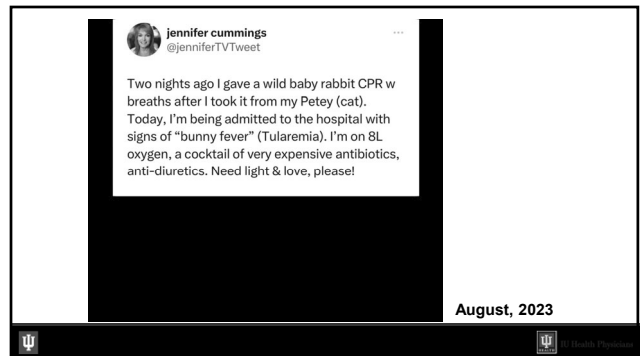 jennifer cummings
@jenniferTVTweet
Two nights ago I gave a wild baby rabbit CPR w
breaths after I took it from my Petey (cat).
Today, I'm being admitted to the hospital with
signs of “bunny fever” (Tularemia). I'm on 8L
oxygen, a cocktail of very expensive antibiotics,
anti-diuretics. Need light & love, please!
August, 2023
IU Health Physicians